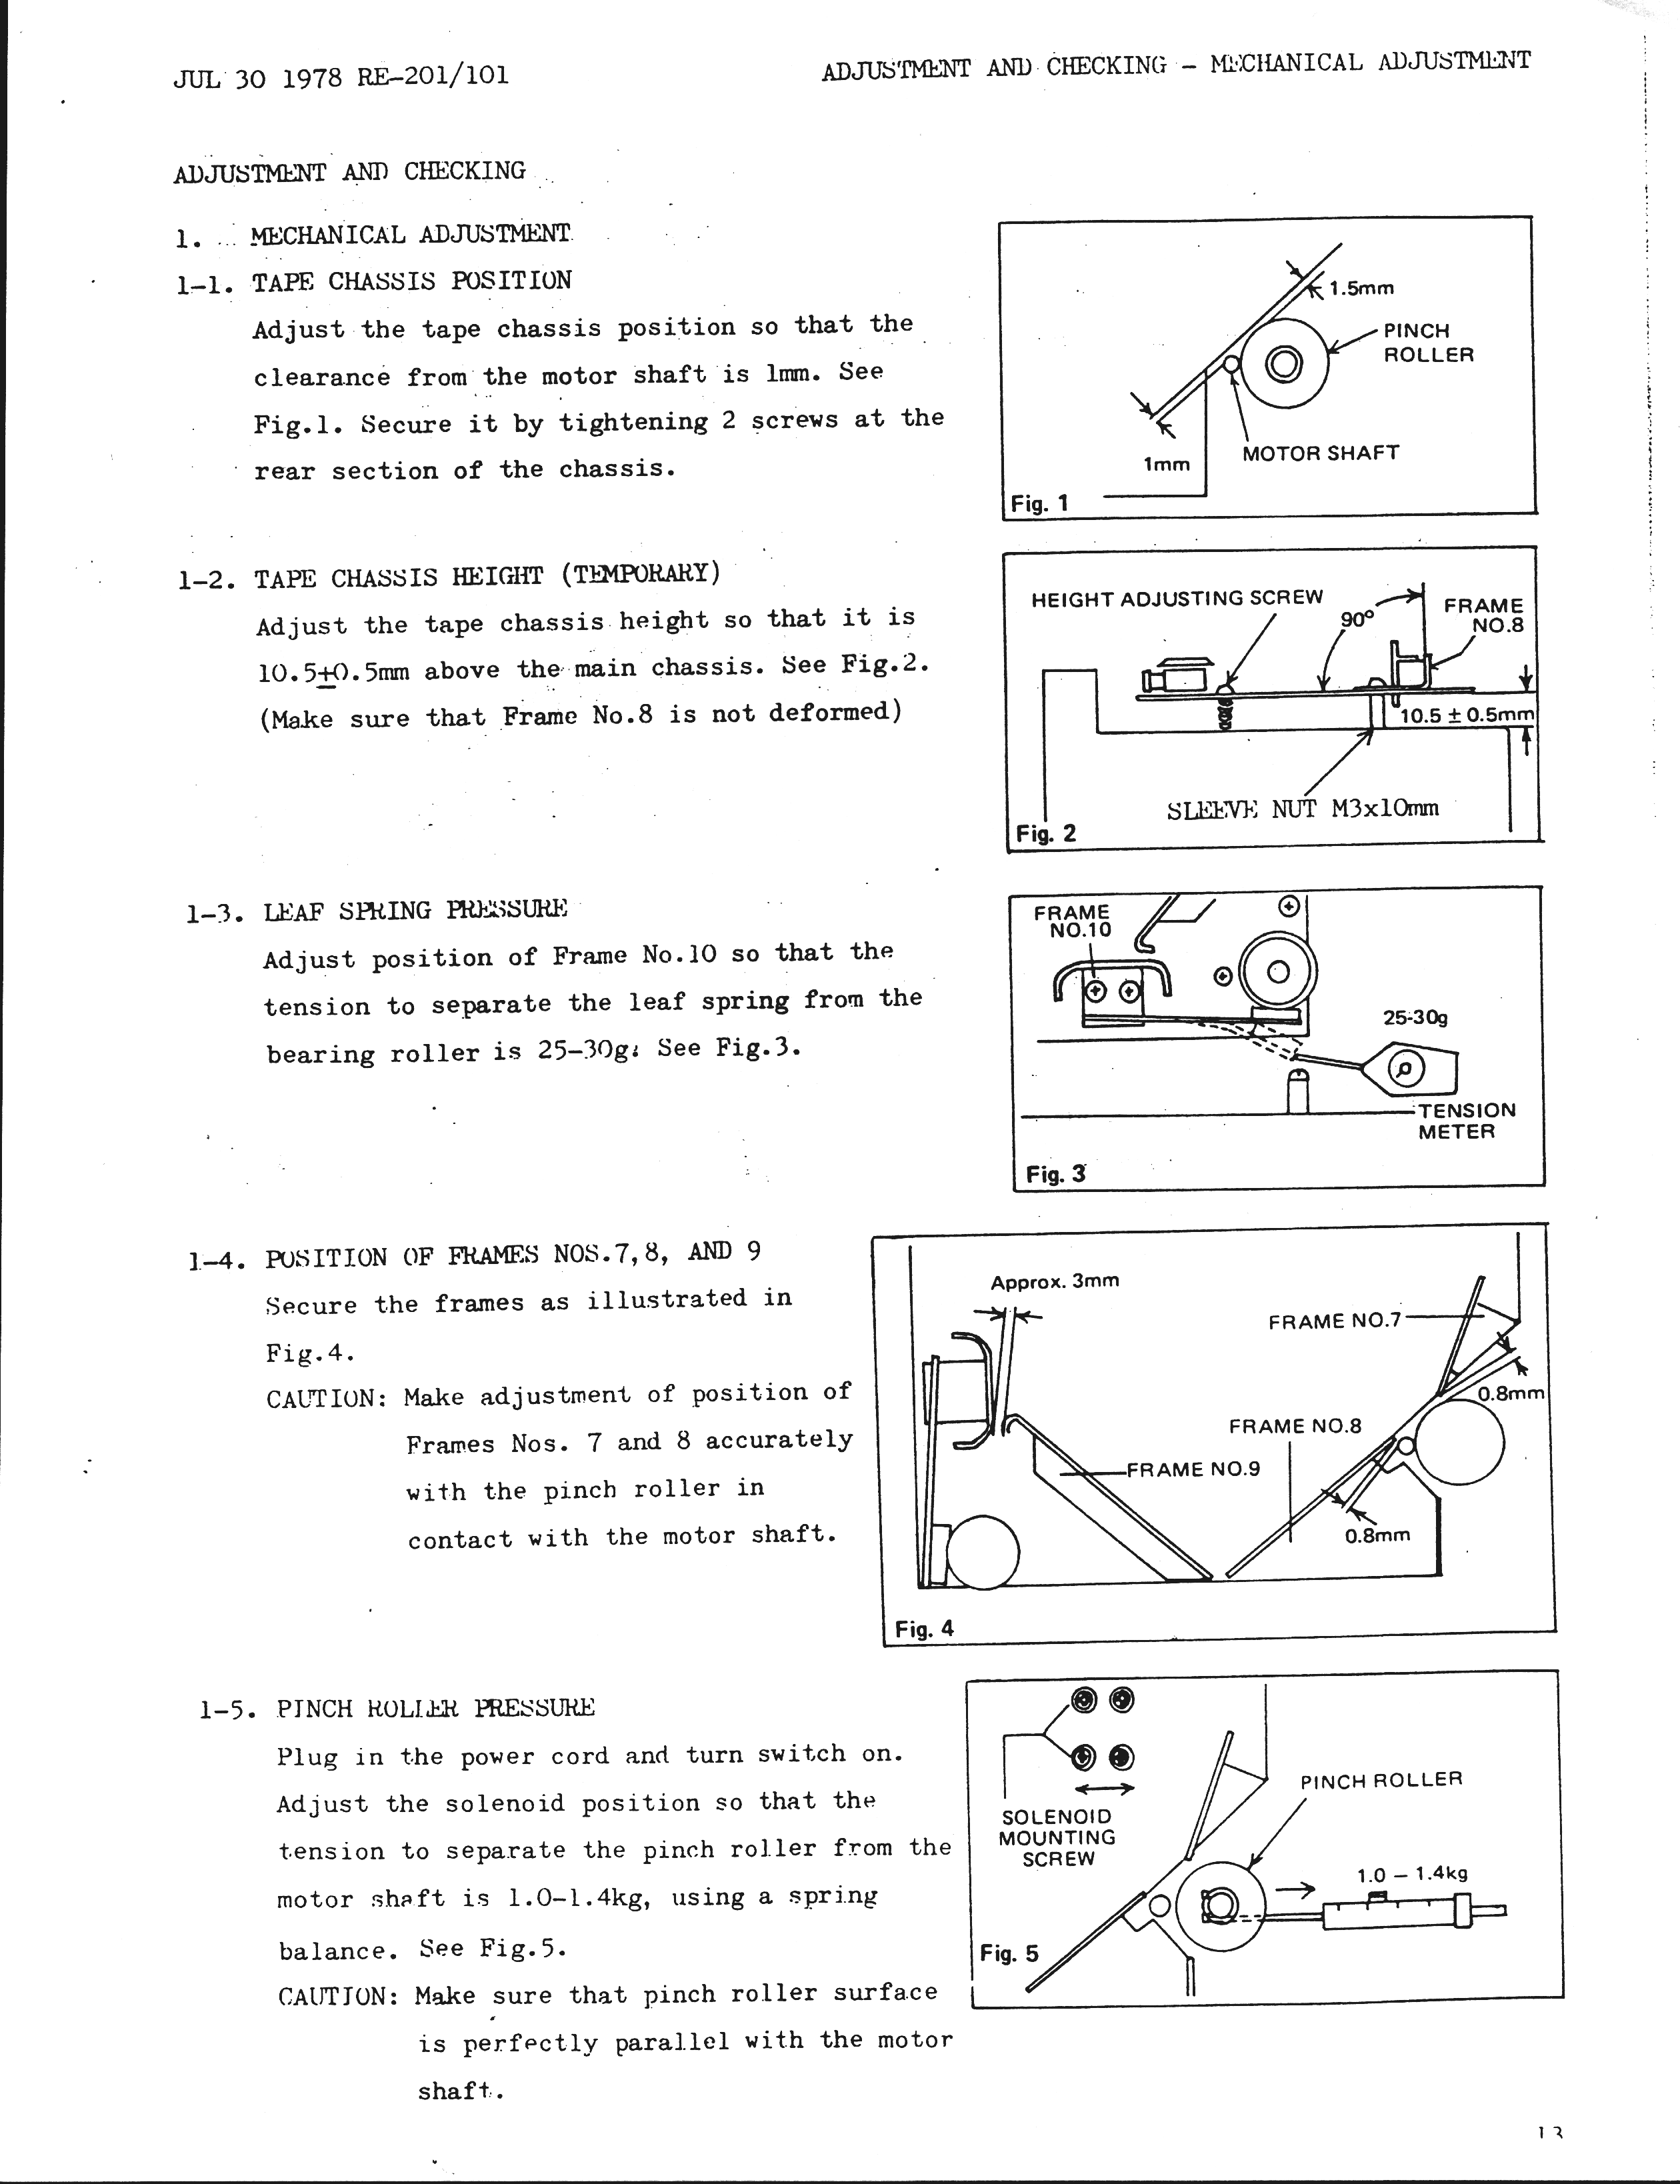 JUL 30 1978 RE-201/101
ADJUSTMENT AND CHECKING - MECHANICAL ADJUSTMENT
ADJUSTMENT AND CHECKING
1. MECHANICAL ADJUSTMENT
1-1. TAPE CHASSIS POSITION
Adjust the tape chassis position so that the
clearance from the motor shaft is 1mm. See
Fig.1. Secure it by tightening 2 screws at the
rear section of the chassis.
1.5mm
PINCH
ROLLER
MOTOR SHAFT
1mm
Fig. 1
1-2. TAPE CHASSIS HEIGHT (TEMPORARY)
Adjust the tape chassis height so that it is
10.5±0.5mm above the main chassis. See Fig.2.
(Make sure that Frame No.8 is not deformed)
HEIGHT ADJUSTING SCREW
90°
FRAME
NO.8
10.5 ± 0.5mm
SLEEVE NUT M3x10mm
Fig. 2
1-3. LEAF SPRING PRESSURE
Adjust position of Frame No.10 so that the
tension to separate the leaf spring from the
bearing roller is 25-30g. See Fig.3.
FRAME
NO.10
25-30g
TENSION
METER
Fig. 3
1-4. POSITION OF FRAMES NOS.7,8, AND 9
Secure the frames as illustrated in
Fig.4.
CAUTION: Make adjustment of position of
Frames Nos. 7 and 8 accurately
with the pinch roller in
contact with the motor shaft.
Approx. 3mm
FRAME NO.7
0.8mm
FRAME NO.8
FRAME NO.9
0.8mm
Fig. 4
1-5. PINCH ROLLER PRESSURE
Plug in the power cord and turn switch on.
Adjust the solenoid position so that the
tension to separate the pinch roller from the
motor shaft is 1.0-1.4kg, using a spring
balance. See Fig.5.
CAUTION: Make sure that pinch roller surface
is perfectly parallel with the motor
shaft.
SOLENOID
MOUNTING
SCREW
PINCH ROLLER
1.0 – 1.4kg
Fig. 5
13